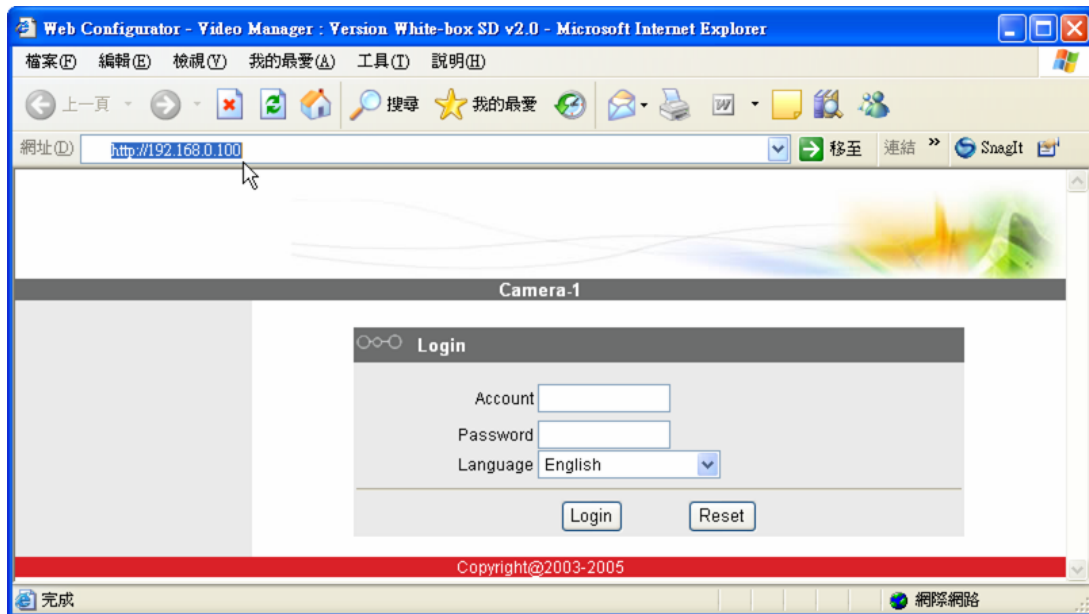 Web Configurator - Video Manager : Version White-box SD v2.0 - Microsoft Internet Explorer
檔案(F) 編輯(E) 檢視(V) 我的最愛(A) 工具(T) 說明(H)
上一頁 搜尋 我的最愛
網址(D) http://192.168.0.100 移至 連結 » SnagIt
Camera-1
Login
Account
Password
Language English
Login Reset
Copyright@2003-2005
完成 網際網路